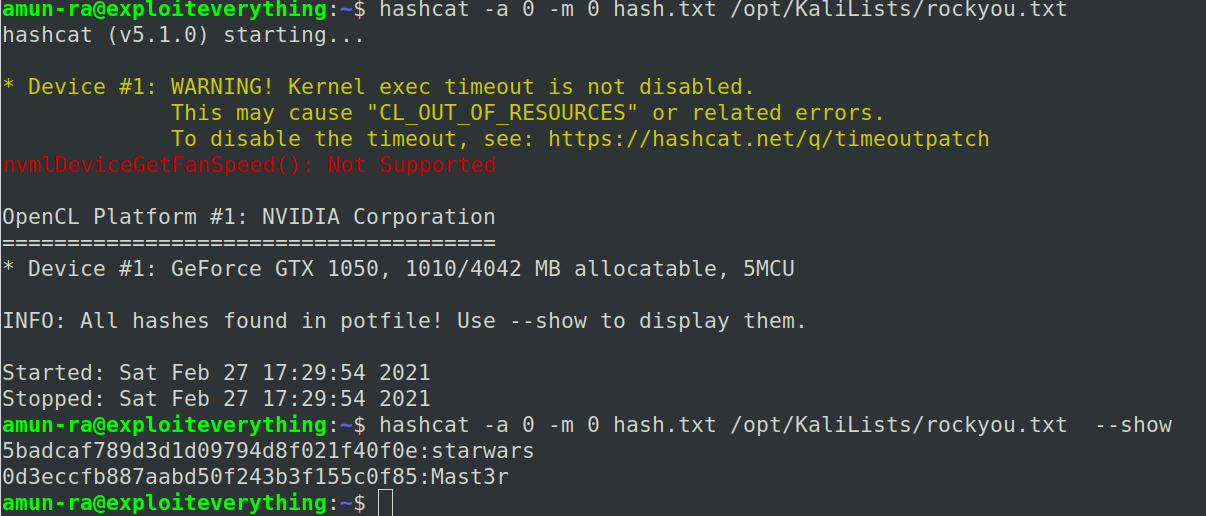 amun-ra@exploiteverything:~$ hashcat -a 0 -m 0 hash.txt /opt/KaliLists/rockyou.txt
hashcat (v5.1.0) starting...
* Device #1: WARNING! Kernel exec timeout is not disabled.
             This may cause "CL_OUT_OF_RESOURCES" or related errors.
             To disable the timeout, see: https://hashcat.net/q/timeoutpatch
nvmlDeviceGetFanSpeed(): Not Supported
OpenCL Platform #1: NVIDIA Corporation
======================================
* Device #1: GeForce GTX 1050, 1010/4042 MB allocatable, 5MCU
INFO: All hashes found in potfile! Use --show to display them.
Started: Sat Feb 27 17:29:54 2021
Stopped: Sat Feb 27 17:29:54 2021
amun-ra@exploiteverything:~$ hashcat -a 0 -m 0 hash.txt /opt/KaliLists/rockyou.txt  --show
5badcaf789d3d1d09794d8f021f40f0e:starwars
0d3eccfb887aabd50f243b3f155c0f85:Mast3r
amun-ra@exploiteverything:~$